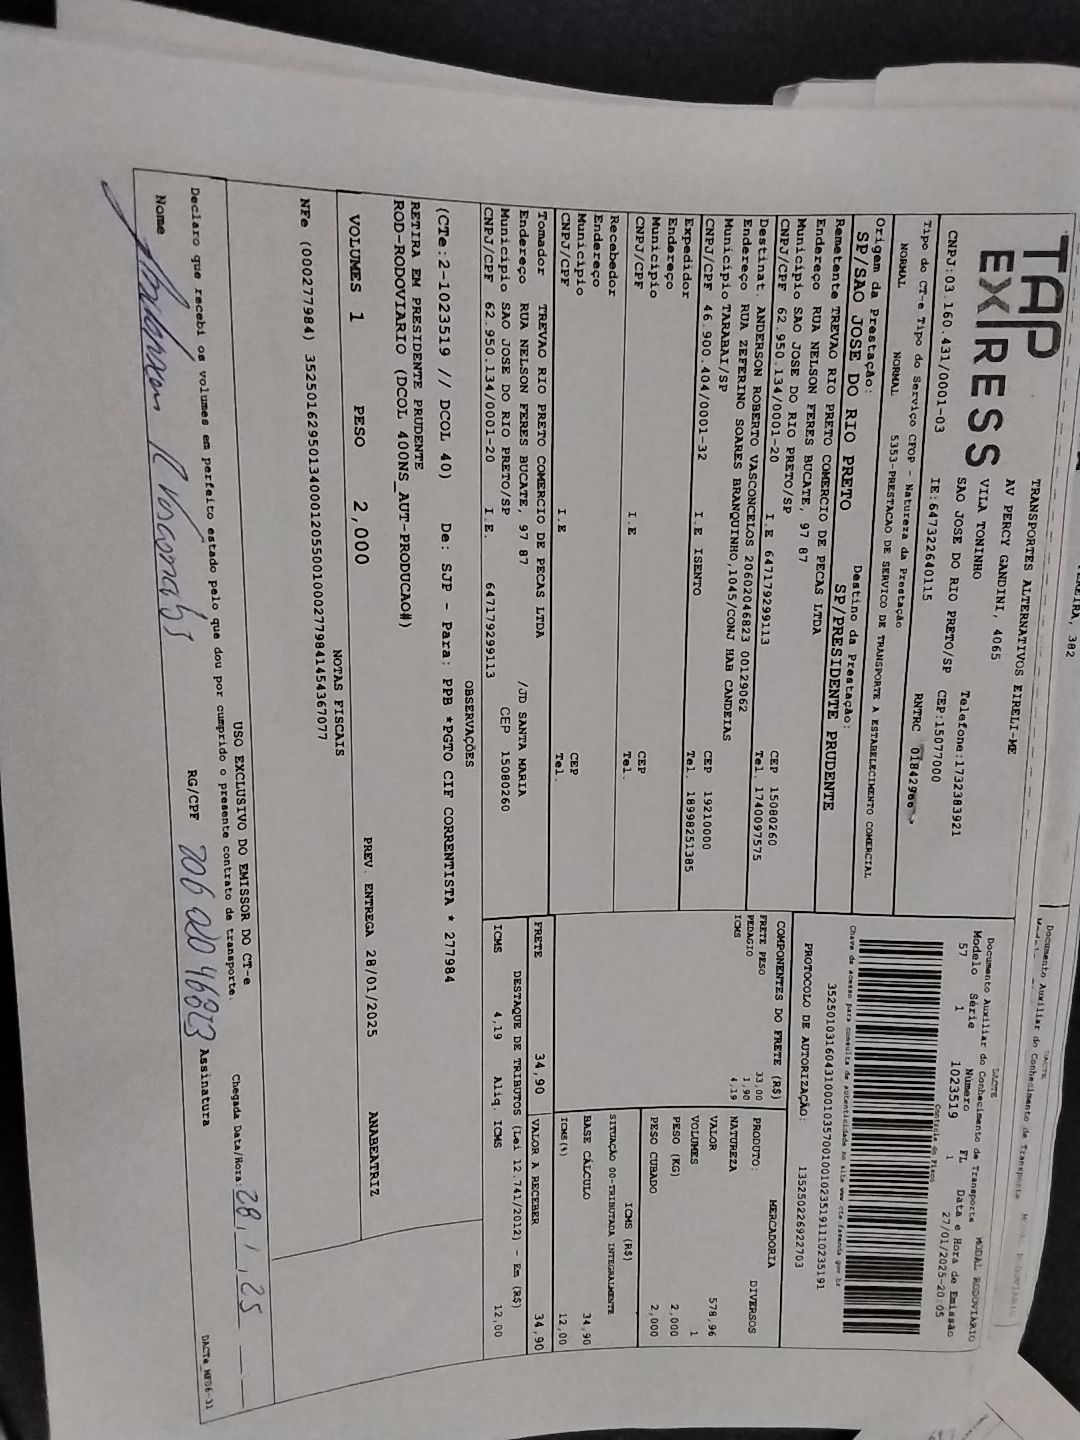 TAP
EXPRESS
TRANSPORTES ALTERNATIVOS EIRELI-ME
AV PERCY GANDINI, 4065
VILA TONINHO
SAO JOSE DO RIO PRETO/SP
Telefone:1732383921
CEP:15077000
CNPJ:03.160.431/0001-03 IE:647322640115 RNTRC
Tipo do CT-e Tipo do Serviço CFOP - Natureza da Prestação
NORMAL NORMAL 5353-PRESTACAO DE SERVICO DE TRANSPORTE A ESTABELECIMENTO COMERCIAL
Origem da Prestação: Destino da Prestação:
SP/SAO JOSE DO RIO PRETO SP/PRESIDENTE PRUDENTE
Remetente TREVAO RIO PRETO COMERCIO DE PECAS LTDA
Endereço RUA NELSON FERES BUCATE, 97 87
Município SAO JOSE DO RIO PRETO/SP CEP 15080260
CNPJ/CPF 62.950.134/0001-20 I.E 647179299113 Tel. 1740097575
Destinat. ANDERSON ROBERTO VASCONCELOS 20602046823 00129062
Endereço RUA ZEFERINO SOARES BRANQUINHO,1045/CONJ HAB CANDEIAS
Município TARABAI/SP CEP 19210000
CNPJ/CPF 46.900.404/0001-32 I.E ISENTO Tel. 18998251385
Expedidor
Endereço
Município CEP
CNPJ/CPF I.E Tel.
Recebedor
Endereço
Município CEP
CNPJ/CPF I.E Tel.
Tomador TREVAO RIO PRETO COMERCIO DE PECAS LTDA
Endereço RUA NELSON FERES BUCATE, 97 87 /JD SANTA MARIA
Município SAO JOSE DO RIO PRETO/SP CEP 15080260
CNPJ/CPF 62.950.134/0001-20 I.E. 647179299113
DACTE
Documento Auxiliar do Conhecimento de Transporte MODAL RODOVIARIO
Modelo Série Número FL Data e Hora de Emissão
57 1 1023519 1 27/01/2025-20:05
Controle do Fisco
Chave de acesso para consulta de autenticidade no site www.cte.fazenda.gov.br
35250103160431000103570010010235191110235191
PROTOCOLO DE AUTORIZAÇÃO: 135250226922703
COMPONENTES DO FRETE (R$)
FRETE PESO 33,00
PEDAGIO 1,90
ICMS 4,19
MERCADORIA
PRODUTO: DIVERSOS
NATUREZA
VALOR 578,96
VOLUMES 1
PESO (KG) 2,000
PESO CUBADO 2,000
ICMS (R$)
SITUAÇÃO 00-TRIBUTADA INTEGRALMENTE
BASE CÁLCULO 34,90
ICMS(%) 12,00
FRETE 34,90 VALOR A RECEBER 34,90
DESTAQUE DE TRIBUTOS (Lei 12.741/2012) - Em (R$)
ICMS 4,19 Aliq. ICMS 12,00
OBSERVAÇÕES
(CTe:2-1023519 // DCOL 40) De: SJP - Para: PPB *PGTO CIF CORRENTISTA * 277984
RETIRA EM PRESIDENTE PRUDENTE
ROD-RODOVIARIO (DCOL 400NS_AUT-PRODUCAO#)
VOLUMES 1 PESO 2,000 PREV. ENTREGA 28/01/2025 ANABEATRIZ
NOTAS FISCAIS
NFe (000277984) 35250162950134000120550010002779841454367077
USO EXCLUSIVO DO EMISSOR DO CT-e
Declaro que recebi os volumes em perfeito estado pelo que dou por cumprido o presente contrato de transporte.
Chegada Data/Hora: 28,1,25
Nome RG/CPF 206 020 46823 Assinatura
DACTe_MF06-31